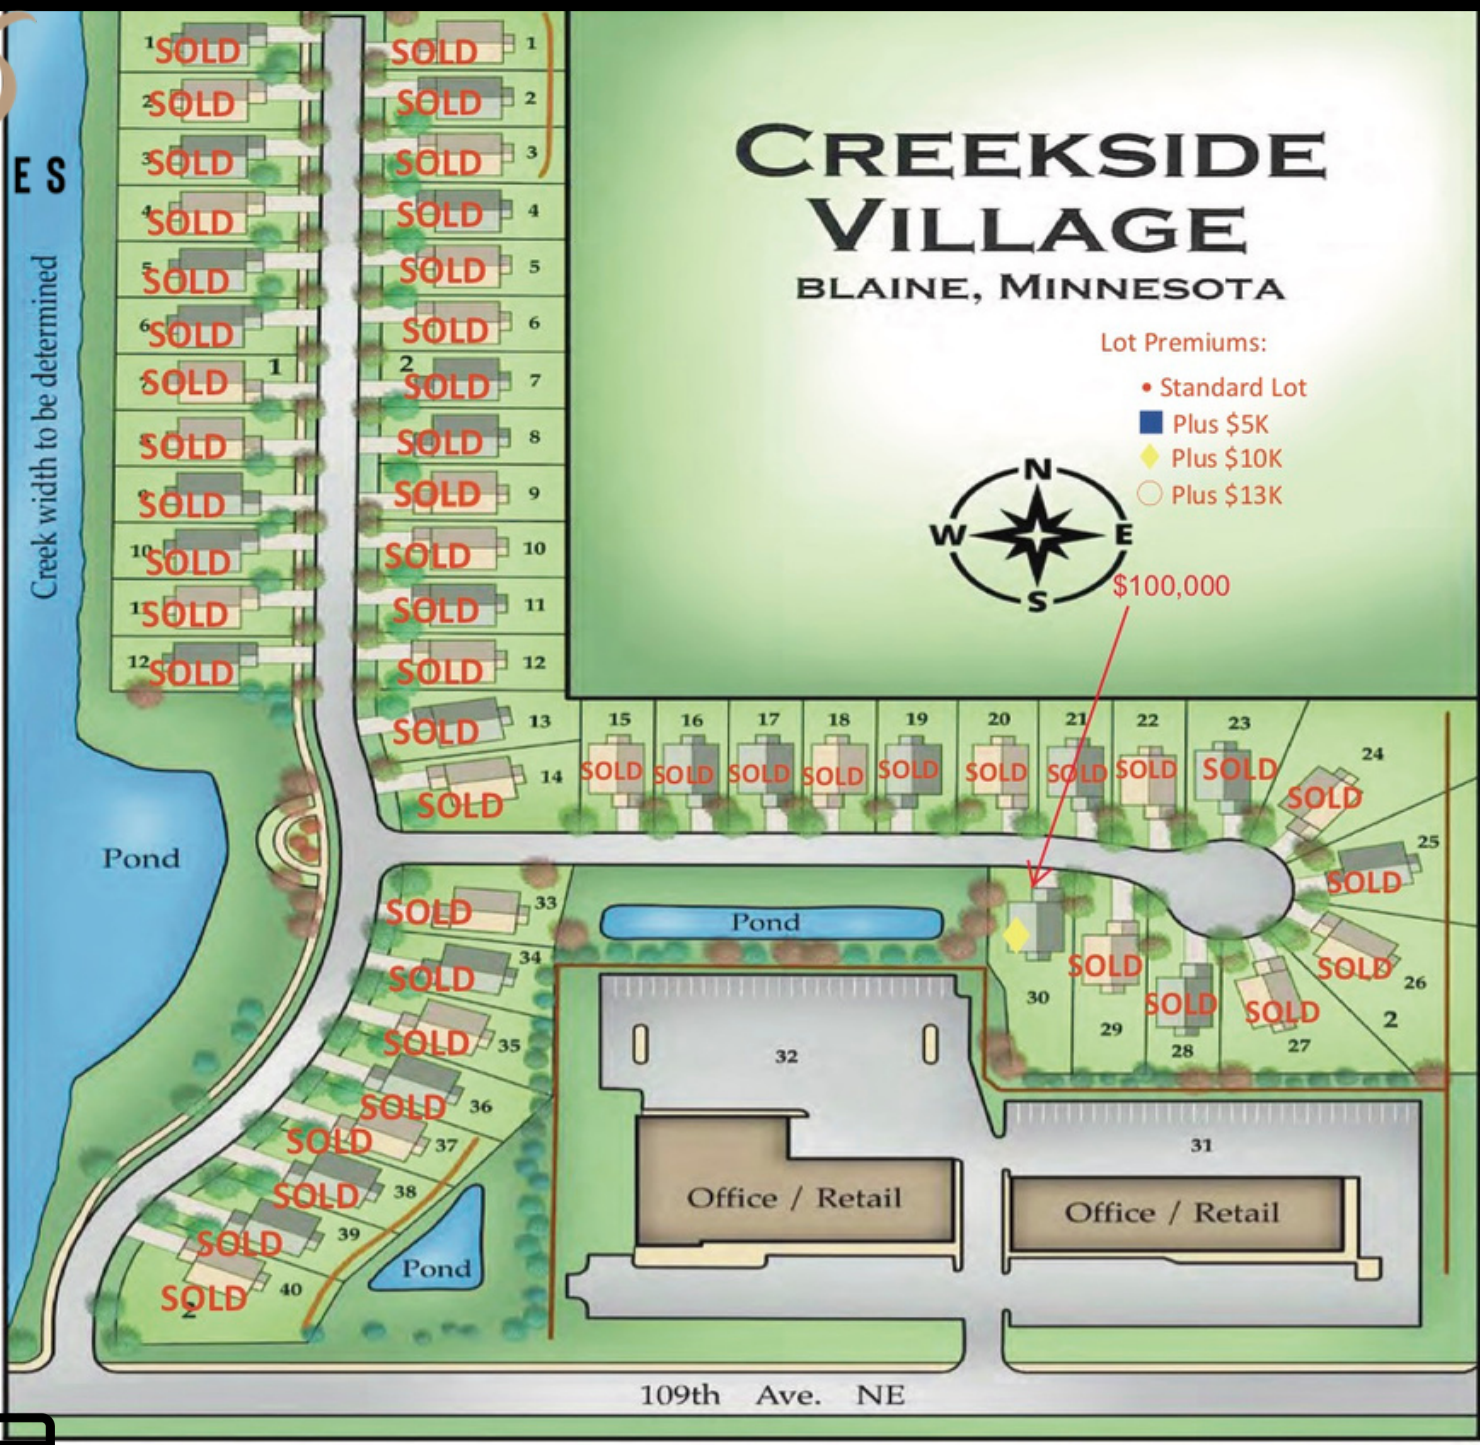 1 SOLD
2 SOLD
3 SOLD
4 SOLD
5 SOLD
6 SOLD
7 SOLD
8 SOLD
9 SOLD
10 SOLD
11 SOLD
12 SOLD
1
SOLD 1
SOLD 2
SOLD 3
SOLD 4
SOLD 5
SOLD 6
2
SOLD 7
SOLD 8
SOLD 9
SOLD 10
SOLD 11
SOLD 12
SOLD 13
SOLD 14
ES
Creek width to be determined
CREEKSIDE
VILLAGE
BLAINE, MINNESOTA
Lot Premiums:
• Standard Lot
Plus $5K
Plus $10K
Plus $13K
N
W E
S
$100,000
15 16 17 18 19 20 21 22 23
SOLD SOLD SOLD SOLD SOLD SOLD SOLD SOLD SOLD
24
SOLD
25
SOLD
SOLD
26
2
SOLD
27
SOLD
28
SOLD
29
30
Pond
Pond
SOLD 33
SOLD 34
SOLD 35
SOLD 36
SOLD 37
SOLD 38
SOLD 39
SOLD 40
2
Pond
32
Office / Retail
31
Office / Retail
109th Ave. NE